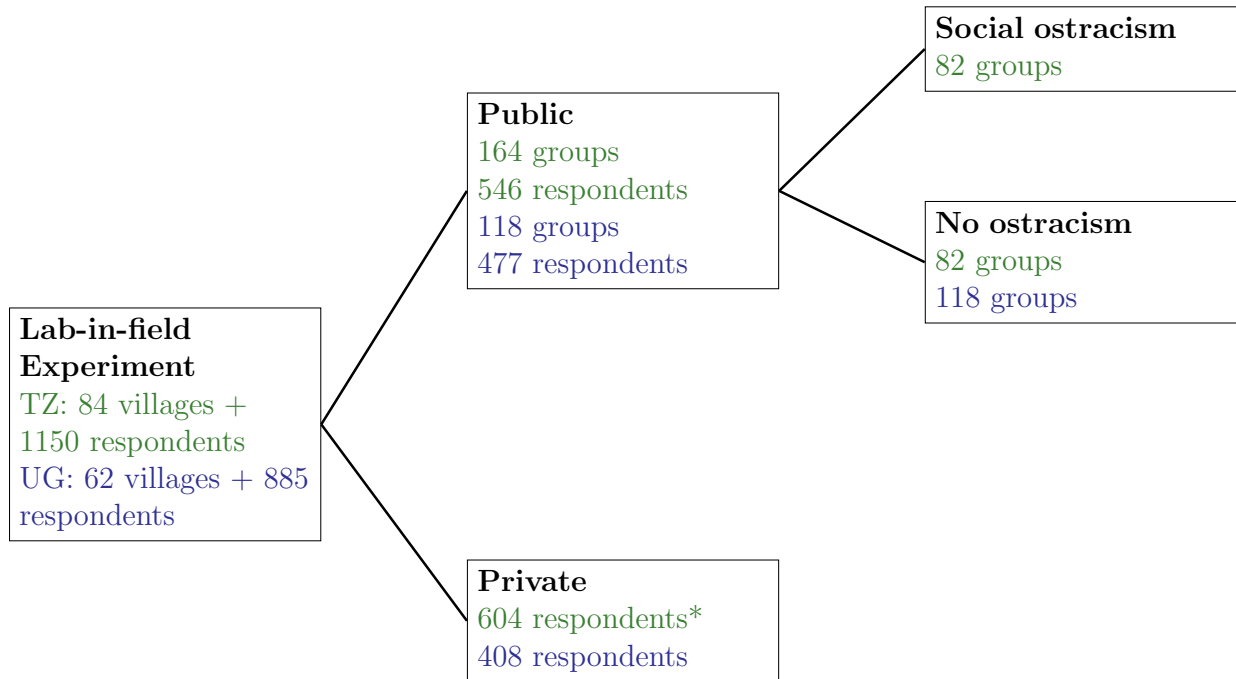 Lab-in-field
Experiment
TZ: 84 villages +
1150 respondents
UG: 62 villages + 885
respondents
Public
164 groups
546 respondents
118 groups
477 respondents
Private
604 respondents*
408 respondents
Social ostracism
82 groups
No ostracism
82 groups
118 groups